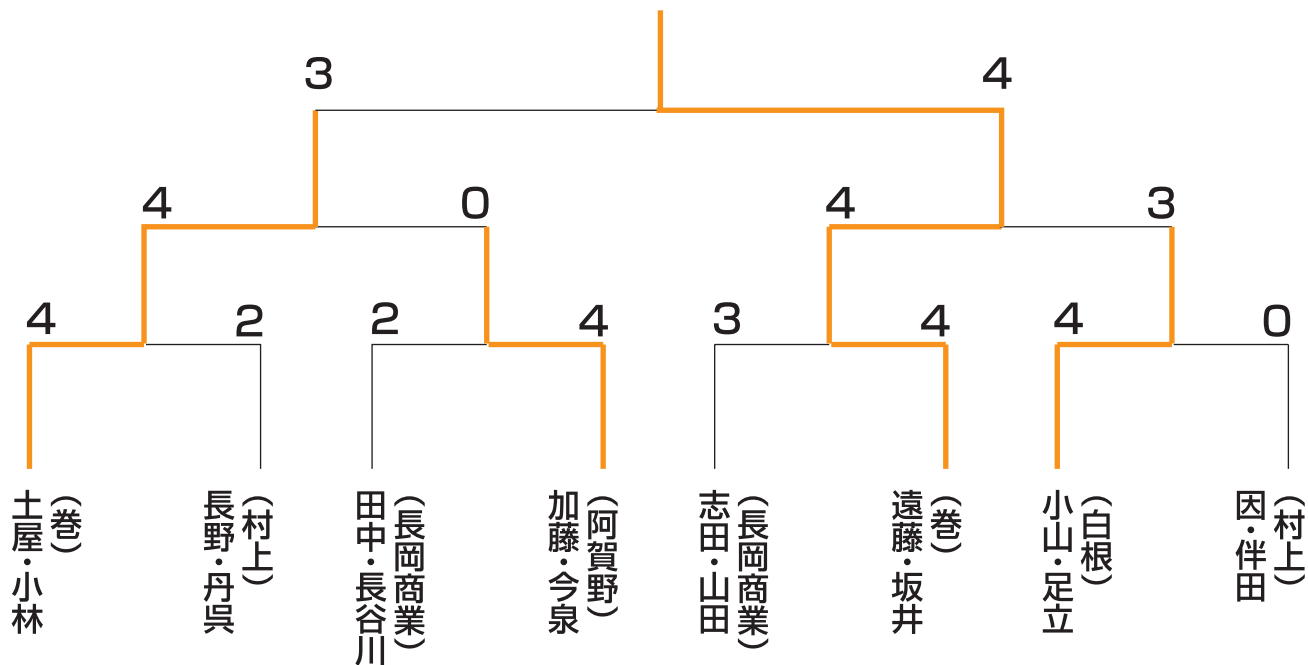 3
4
4
0
4
3
4
2
2
4
3
4
4
0
土屋・小林
（巻）
長野・丹呉
（村上）
田中・長谷川
（長岡商業）
加藤・今泉
（阿賀野）
志田・山田
（長岡商業）
遠藤・坂井
（巻）
小山・足立
（白根）
因・伴田
（村上）